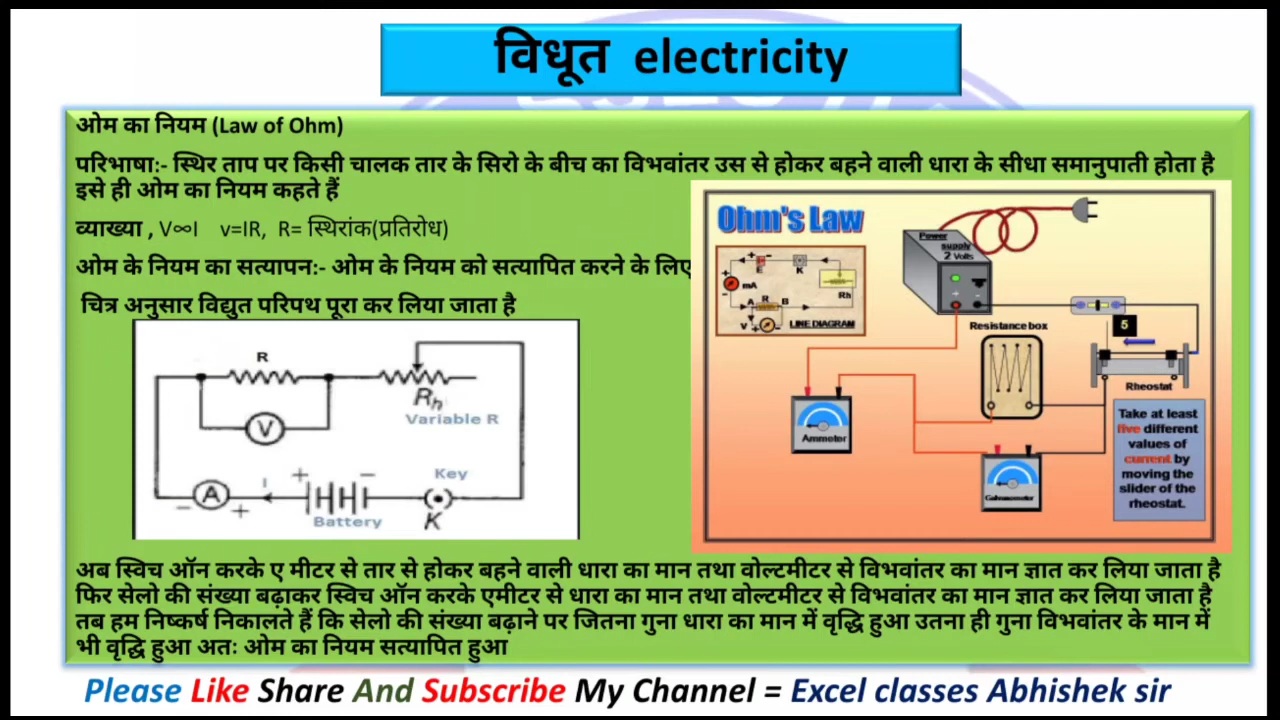 विधूत electricity
ओम का नियम (Law of Ohm)
परिभाषाः- स्थिर ताप पर किसी चालक तार के सिरो के बीच का विभवांतर उस से होकर बहने वाली धारा के सीधा समानुपाती होता है
इसे ही ओम का नियम कहते हैं
व्याख्या , V∞I v=IR, R= स्थिरांक(प्रतिरोध)
ओम के नियम का सत्यापनः- ओम के नियम को सत्यापित करने के लिए
चित्र अनुसार विद्युत परिपथ पूरा कर लिया जाता है
R
Rh
Variable R
V
Key
A
I
+
−
−
+
Battery
K
Ohm's Law
Power
supply
2 Volts
+ -
E
K
mA
Rh
A R B
V
+
-
LINE DIAGRAM
Resistance box
5
Rheostat
Ammeter
Galvanometer
Take at least
five different
values of
current by
moving the
slider of the
rheostat.
अब स्विच ऑन करके ए मीटर से तार से होकर बहने वाली धारा का मान तथा वोल्टमीटर से विभवांतर का मान ज्ञात कर लिया जाता है
फिर सेलो की संख्या बढ़ाकर स्विच ऑन करके एमीटर से धारा का मान तथा वोल्टमीटर से विभवांतर का मान ज्ञात कर लिया जाता है
तब हम निष्कर्ष निकालते हैं कि सेलो की संख्या बढ़ाने पर जितना गुना धारा का मान में वृद्धि हुआ उतना ही गुना विभवांतर के मान में
भी वृद्धि हुआ अतः ओम का नियम सत्यापित हुआ
Please Like Share And Subscribe My Channel = Excel classes Abhishek sir